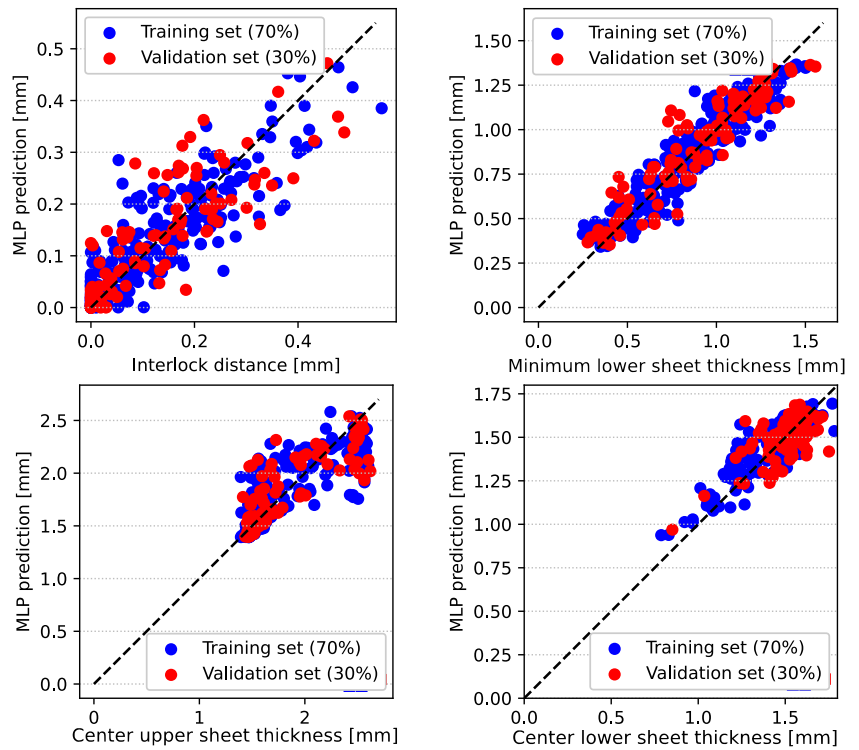 Training set (70%)
Validation set (30%)
MLP prediction [mm]
0.5
0.4
0.3
0.2
0.1
0.0
0.0 0.2 0.4
Interlock distance [mm]
Training set (70%)
Validation set (30%)
MLP prediction [mm]
1.50
1.25
1.00
0.75
0.50
0.25
0.00
0.0 0.5 1.0 1.5
Minimum lower sheet thickness [mm]
MLP prediction [mm]
2.5
2.0
1.5
1.0
0.5
0.0
Training set (70%)
Validation set (30%)
0 1 2
Center upper sheet thickness [mm]
MLP prediction [mm]
1.75
1.50
1.25
1.00
0.75
0.50
0.25
0.00
Training set (70%)
Validation set (30%)
0.0 0.5 1.0 1.5
Center lower sheet thickness [mm]